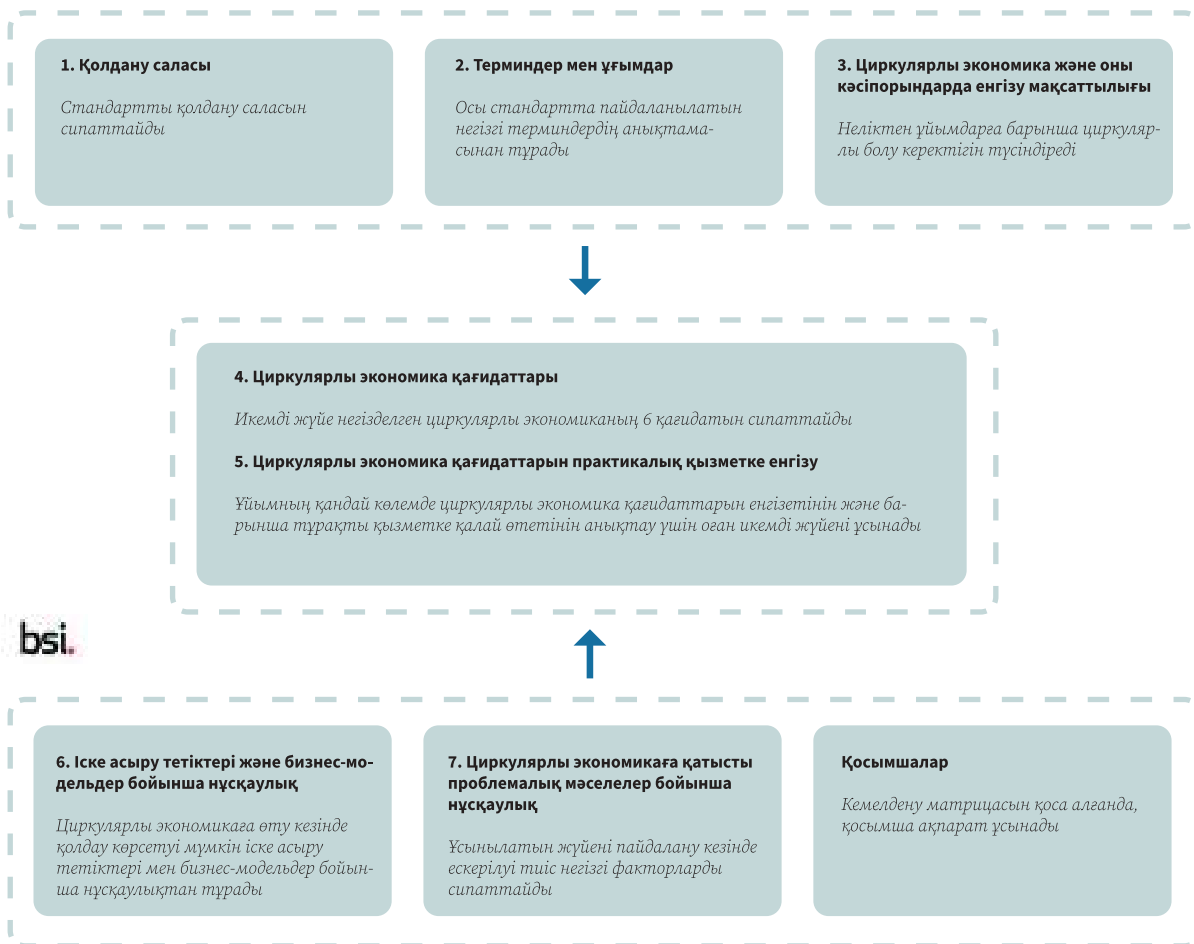 1. Қолдану саласы
Стандартты қолдану саласын
сипаттайды
2. Терминдер мен ұғымдар
Осы стандартта пайдаланылатын
негізгі терминдердің анықтама-
сынан тұрады
3. Циркулярлы экономика және оны
кәсіпорындарда енгізу мақсаттылығы
Неліктен ұйымдарға барынша циркуляр-
лы болу керектігін түсіндіреді
4. Циркулярлы экономика қағидаттары
Икемді жүйе негізделген циркулярлы экономиканың 6 қағидатын сипаттайды
5. Циркулярлы экономика қағидаттарын практикалық қызметке енгізу
Ұйымның қандай көлемде циркулярлы экономика қағидаттарын енгізетінін және ба-
рынша тұрақты қызметке қалай өтетінін анықтау үшін оған икемді жүйені ұсынады
bsi.
6. Іске асыру тетіктері және бизнес-мо-
дельдер бойынша нұсқаулық
Циркулярлы экономикаға өту кезінде
қолдау көрсетуі мүмкін іске асыру
тетіктері мен бизнес-модельдер бойын-
ша нұсқаулықтан тұрады
7. Циркулярлы экономикаға қатысты
проблемалық мәселелер бойынша
нұсқаулық
Ұсынылатын жүйені пайдалану кезінде
ескерілуі тиіс негізгі факторларды
сипаттайды
Қосымшалар
Кемелдену матрицасын қоса алғанда,
қосымша ақпарат ұсынады